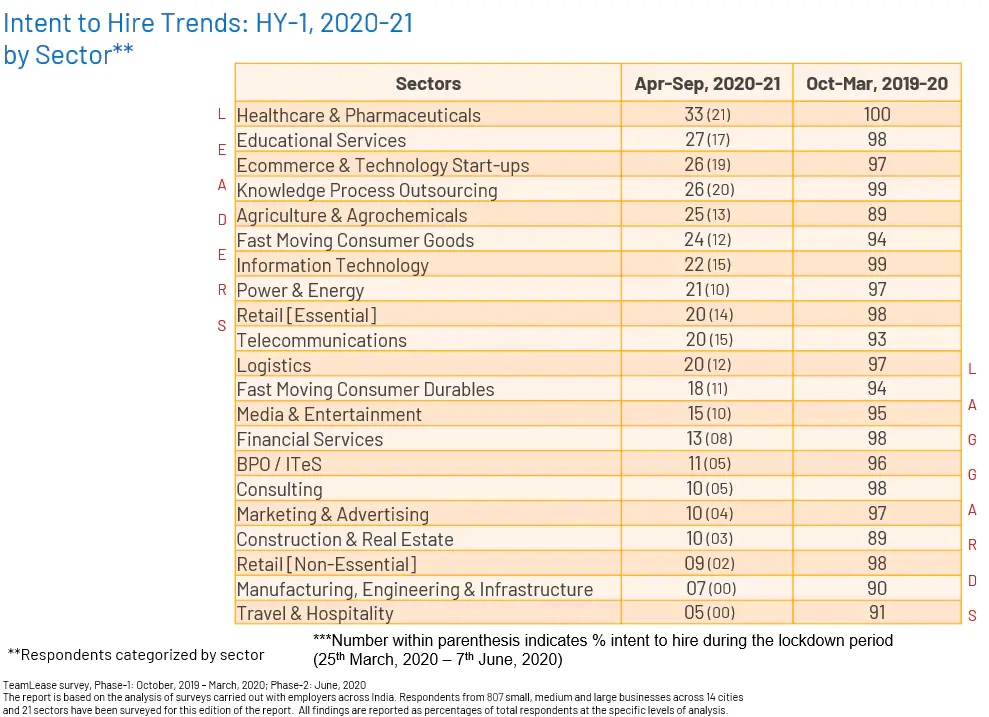 Intent to Hire Trends: HY-1, 2020-21
by Sector**
Sectors Apr-Sep, 2020-21 Oct-Mar, 2019-20
Healthcare & Pharmaceuticals 33 (21) 100
Educational Services 27 (17) 98
Ecommerce & Technology Start-ups 26 (19) 97
Knowledge Process Outsourcing 26 (20) 99
Agriculture & Agrochemicals 25 (13) 89
Fast Moving Consumer Goods 24 (12) 94
Information Technology 22 (15) 99
Power & Energy 21 (10) 97
Retail [Essential] 20 (14) 98
Telecommunications 20 (15) 93
Logistics 20 (12) 97
Fast Moving Consumer Durables 18 (11) 94
Media & Entertainment 15 (10) 95
Financial Services 13 (08) 98
BPO / ITeS 11 (05) 96
Consulting 10 (05) 98
Marketing & Advertising 10 (04) 97
Construction & Real Estate 10 (03) 89
Retail [Non-Essential] 09 (02) 98
Manufacturing, Engineering & Infrastructure 07 (00) 90
Travel & Hospitality 05 (00) 91
LEADERS
LAGGARDS
***Number within parenthesis indicates % intent to hire during the lockdown period
(25th March, 2020 – 7th June, 2020)
**Respondents categorized by sector
TeamLease survey, Phase-1: October, 2019 – March, 2020; Phase-2: June, 2020
The report is based on the analysis of surveys carried out with employers across India. Respondents from 807 small, medium and large businesses across 14 cities
and 21 sectors have been surveyed for this edition of the report. All findings are reported as percentages of total respondents at the specific levels of analysis.